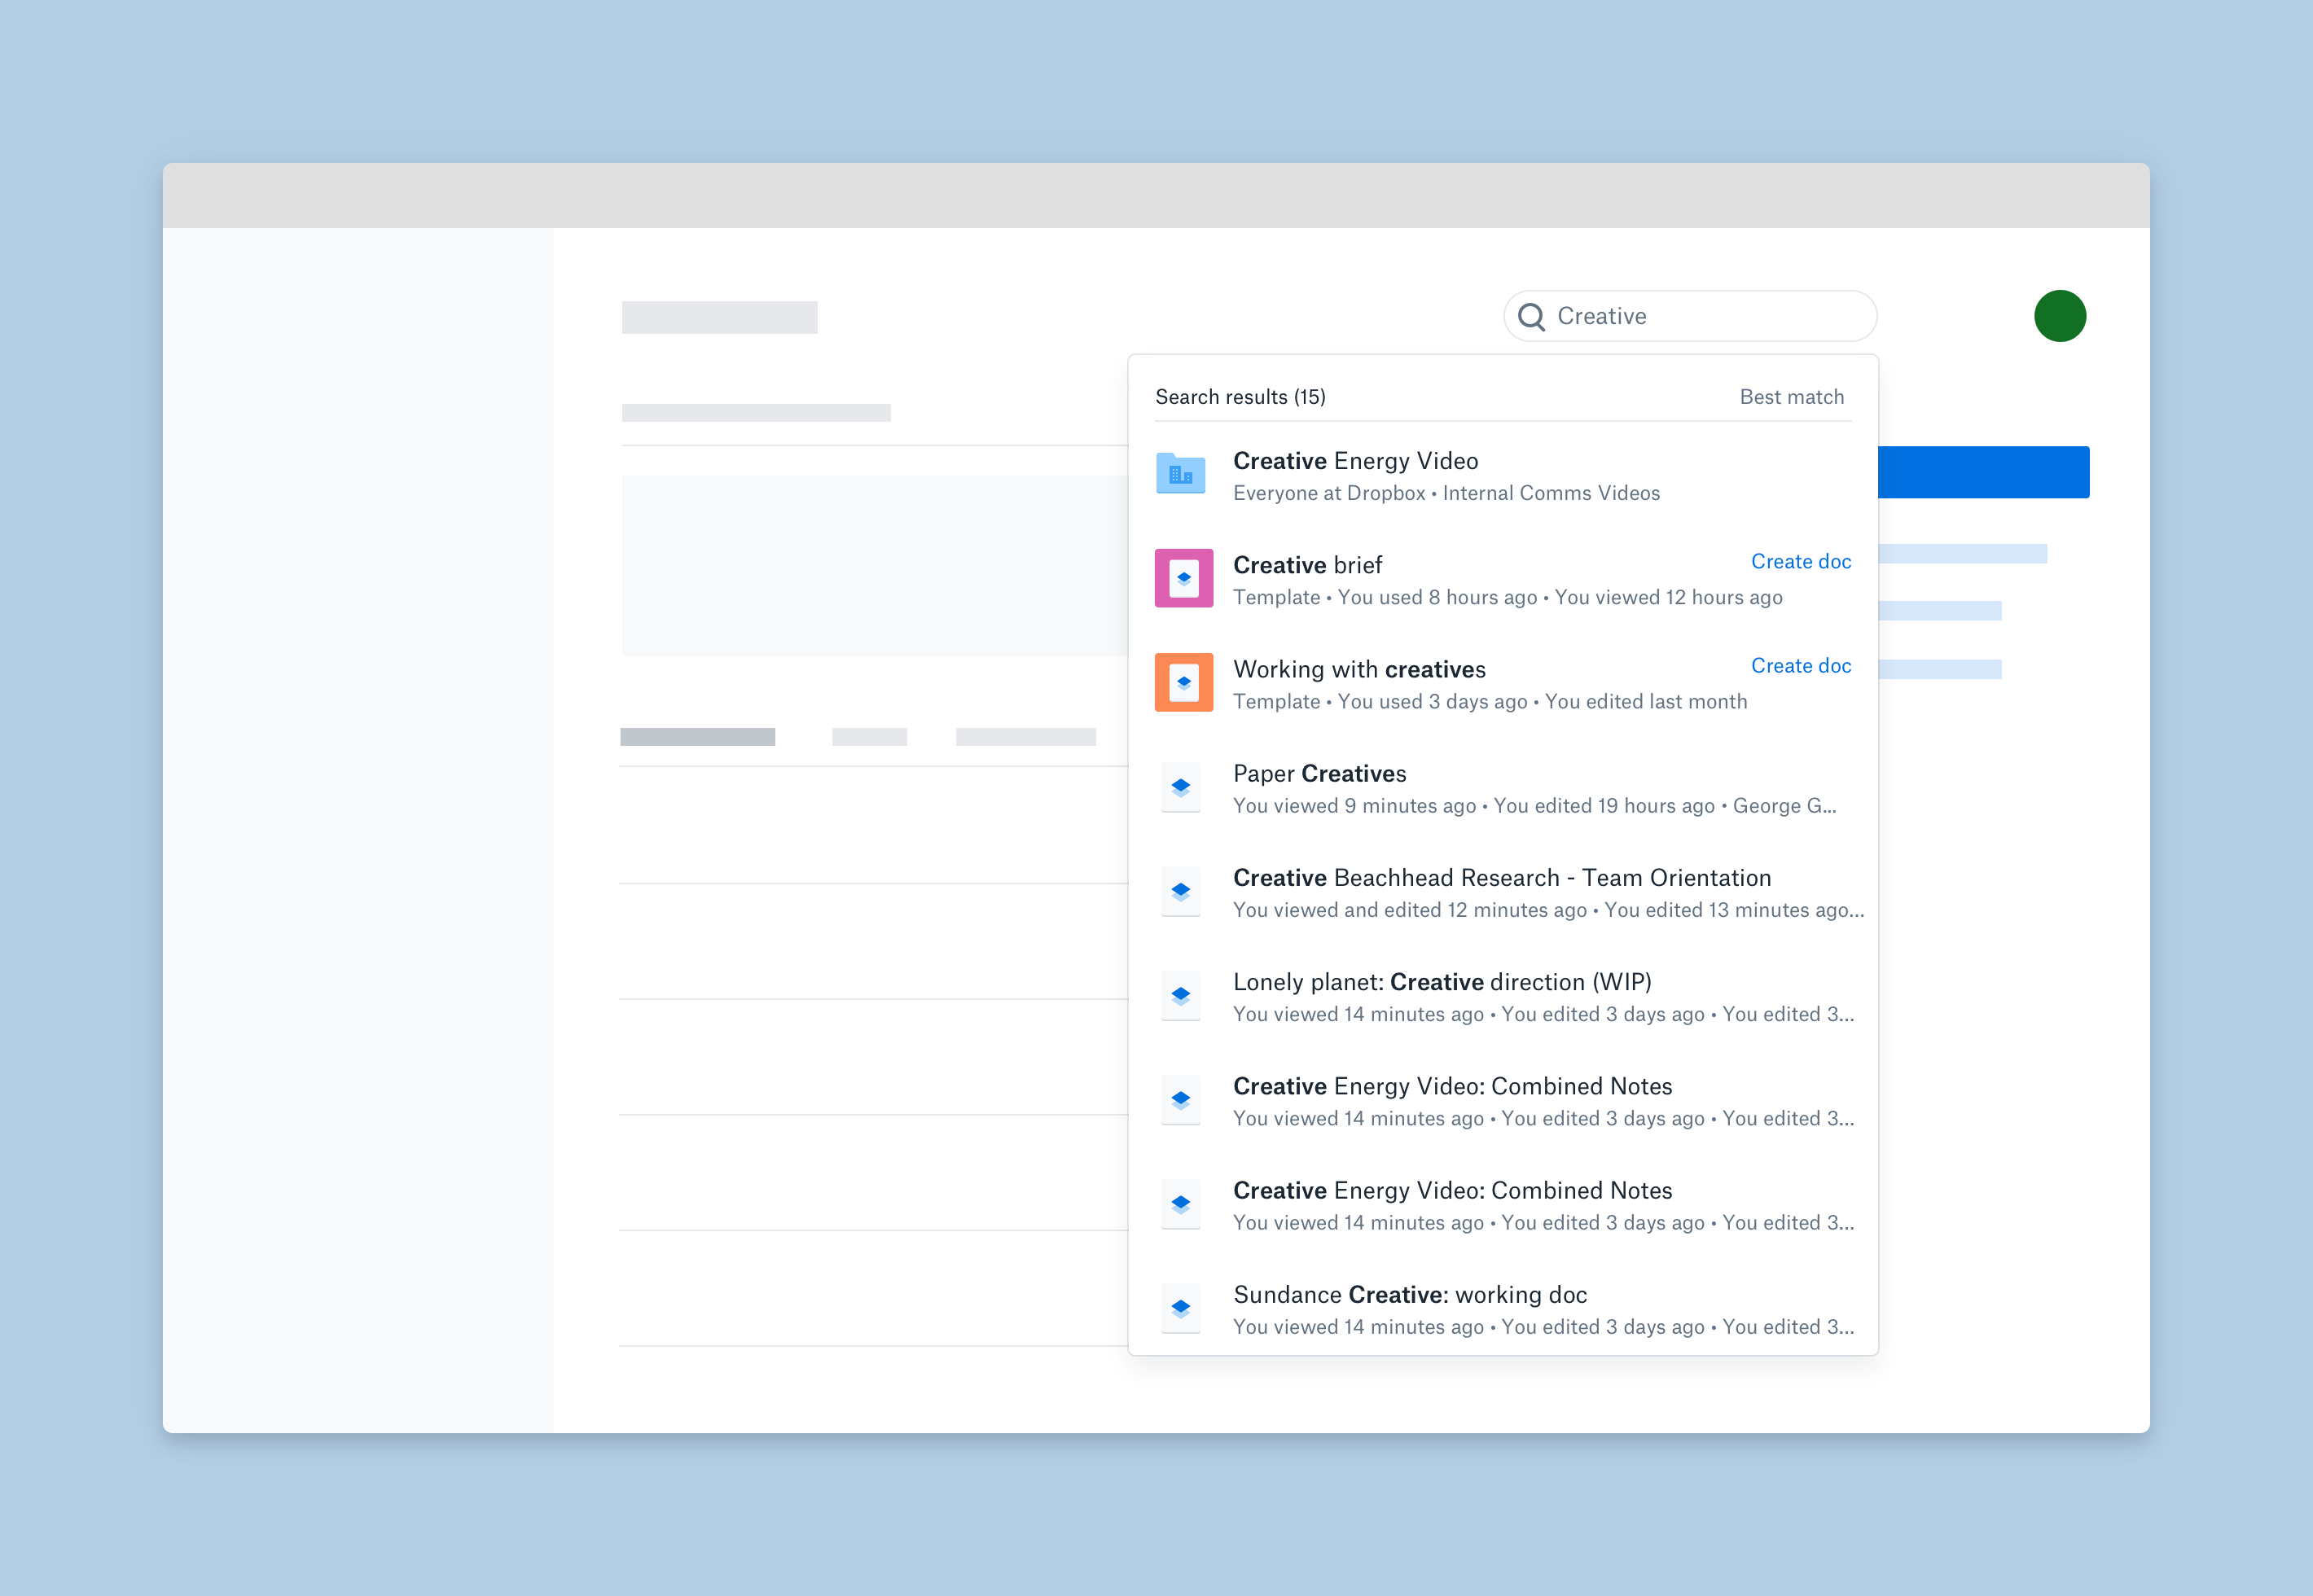 Creative
Search results (15)
Best match
Creative Energy Video
Everyone at Dropbox • Internal Comms Videos
Creative brief
Create doc
Template • You used 8 hours ago • You viewed 12 hours ago
Working with creatives
Create doc
Template • You used 3 days ago • You edited last month
Paper Creatives
You viewed 9 minutes ago • You edited 19 hours ago • George G...
Creative Beachhead Research - Team Orientation
You viewed and edited 12 minutes ago • You edited 13 minutes ago...
Lonely planet: Creative direction (WIP)
You viewed 14 minutes ago • You edited 3 days ago • You edited 3...
Creative Energy Video: Combined Notes
You viewed 14 minutes ago • You edited 3 days ago • You edited 3...
Creative Energy Video: Combined Notes
You viewed 14 minutes ago • You edited 3 days ago • You edited 3...
Sundance Creative: working doc
You viewed 14 minutes ago • You edited 3 days ago • You edited 3...